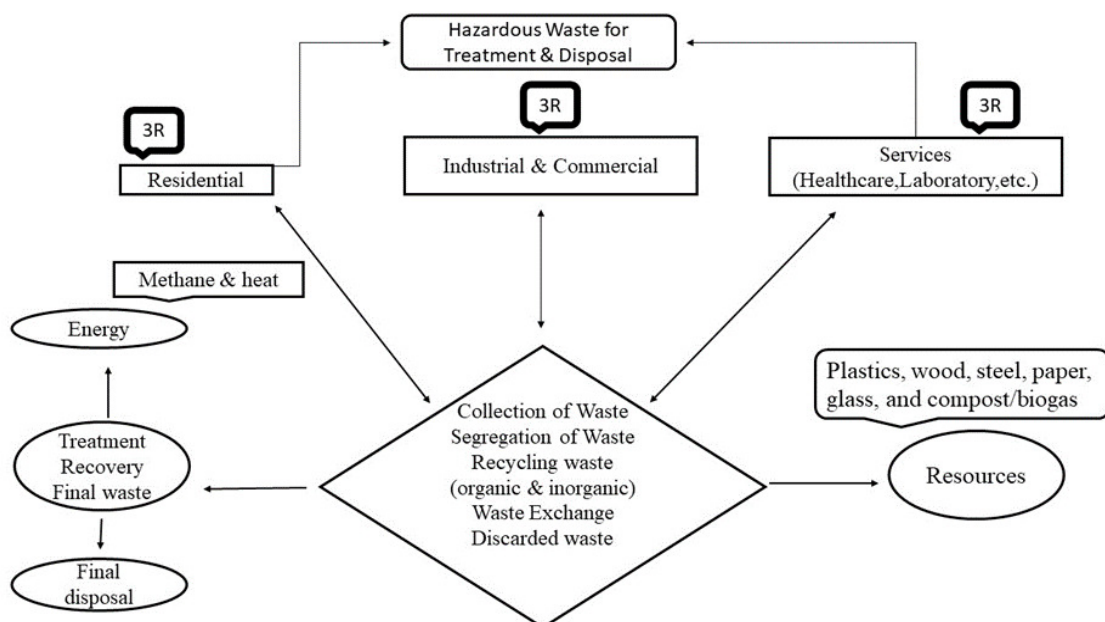 Hazardous Waste for
Treatment & Disposal
3R
3R
3R
Residential
Industrial & Commercial
Services
(Healthcare,Laboratory,etc.)
Methane & heat
Energy
Plastics, wood, steel, paper,
glass, and compost/biogas
Collection of Waste
Segregation of Waste
Recycling waste
(organic & inorganic)
Waste Exchange
Discarded waste
Treatment
Recovery
Final waste
Resources
Final
disposal